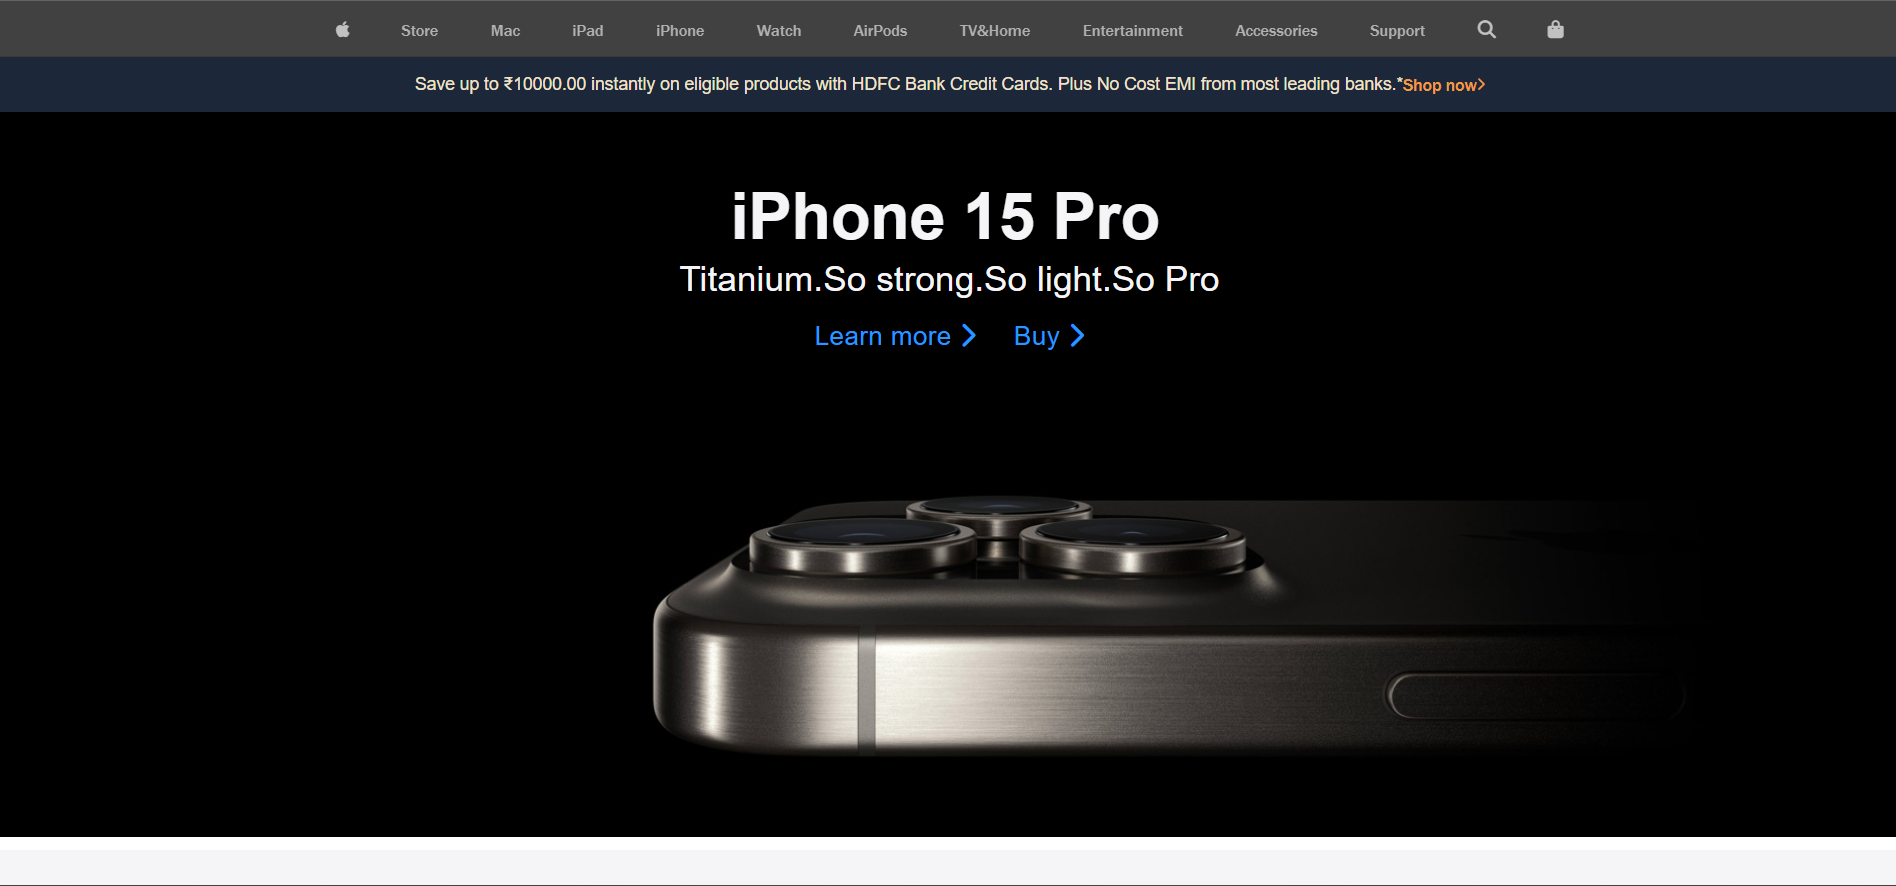 Store Mac iPad iPhone Watch AirPods TV&Home Entertainment Accessories Support
Save up to ₹10000.00 instantly on eligible products with HDFC Bank Credit Cards. Plus No Cost EMI from most leading banks.*Shop now
iPhone 15 Pro
Titanium.So strong.So light.So Pro
Learn more Buy